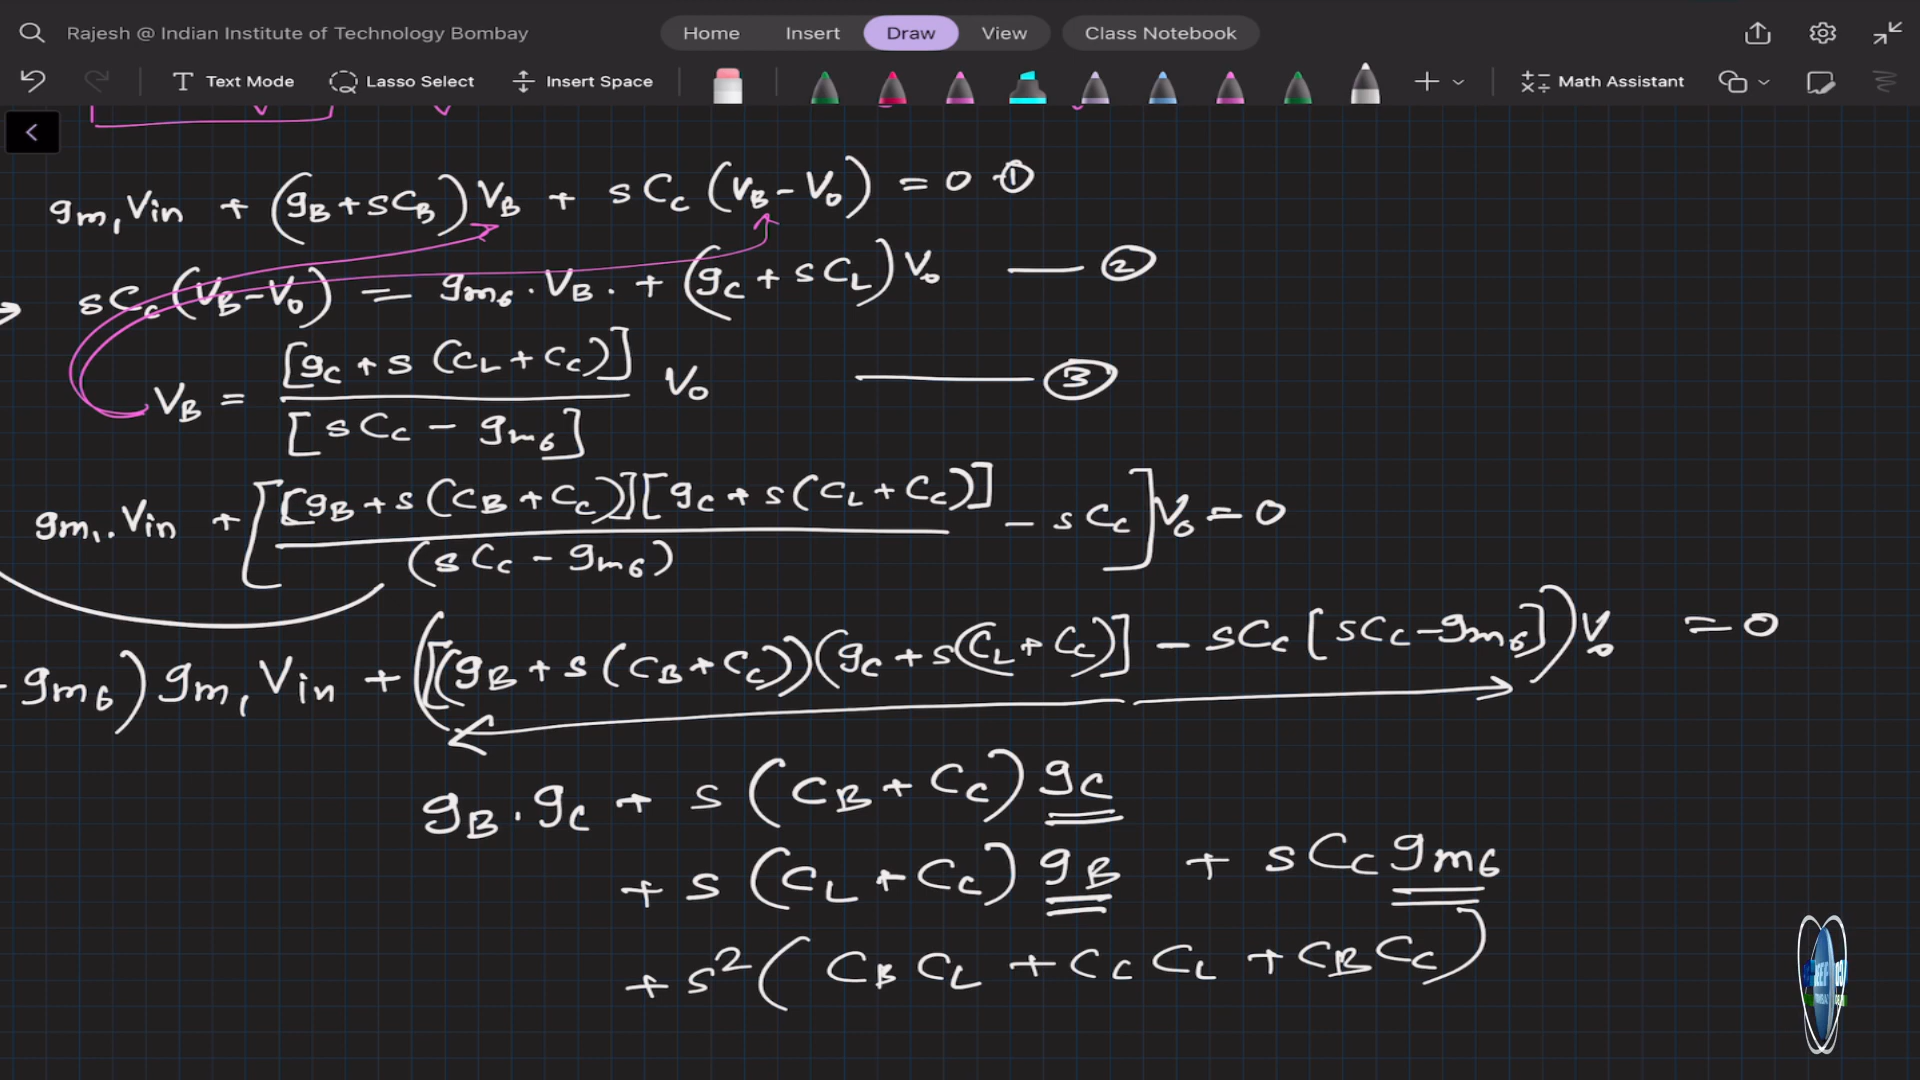 Rajesh @ Indian Institute of Technology Bombay
Home Insert Draw View Class Notebook
Text Mode Lasso Select Insert Space Math Assistant
gm₁Vin + (gB + sCB)VB + sCc(VB - Vo) = 0 ①
sCc(VB - Vo) = gm6 · VB · + (gC + sCL)Vo — ②
VB = [gC + s(CL + Cc)] / [sCc - gm6] Vo — ③
gm₁. Vin + [[gB + s(CB + Cc)][gC + s(CL + Cc)] / (sCc - gm6) - sCc]Vo = 0
- gm6)gm₁Vin + ([(gB + s(CB + Cc))(gC + s(CL + Cc)] - sCc[sCc - gm6])Vo = 0
gB · gC + s(CB + Cc)gC
+ s(CL + Cc)gB + sCc gm6
+ s²(CB CL + Cc CL + CB Cc)